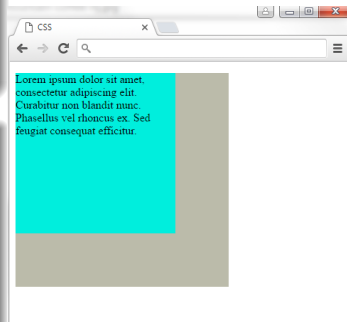 CSS
Lorem ipsum dolor sit amet,
consectetur adipiscing elit.
Curabitur non blandit nunc.
Phasellus vel rhoncus ex. Sed
feugiat consequat efficitur.